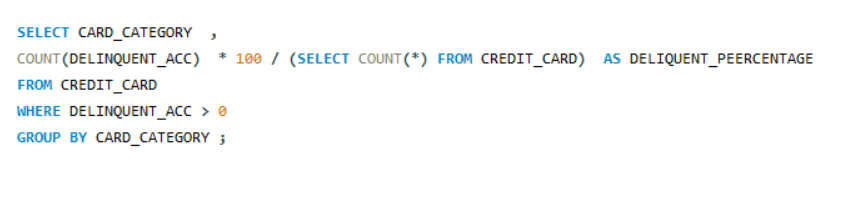 SELECT CARD_CATEGORY  ,
COUNT(DELINQUENT_ACC)  * 100 / (SELECT COUNT(*) FROM CREDIT_CARD)  AS DELIQUENT_PEERCENTAGE
FROM CREDIT_CARD
WHERE DELINQUENT_ACC > 0
GROUP BY CARD_CATEGORY ;